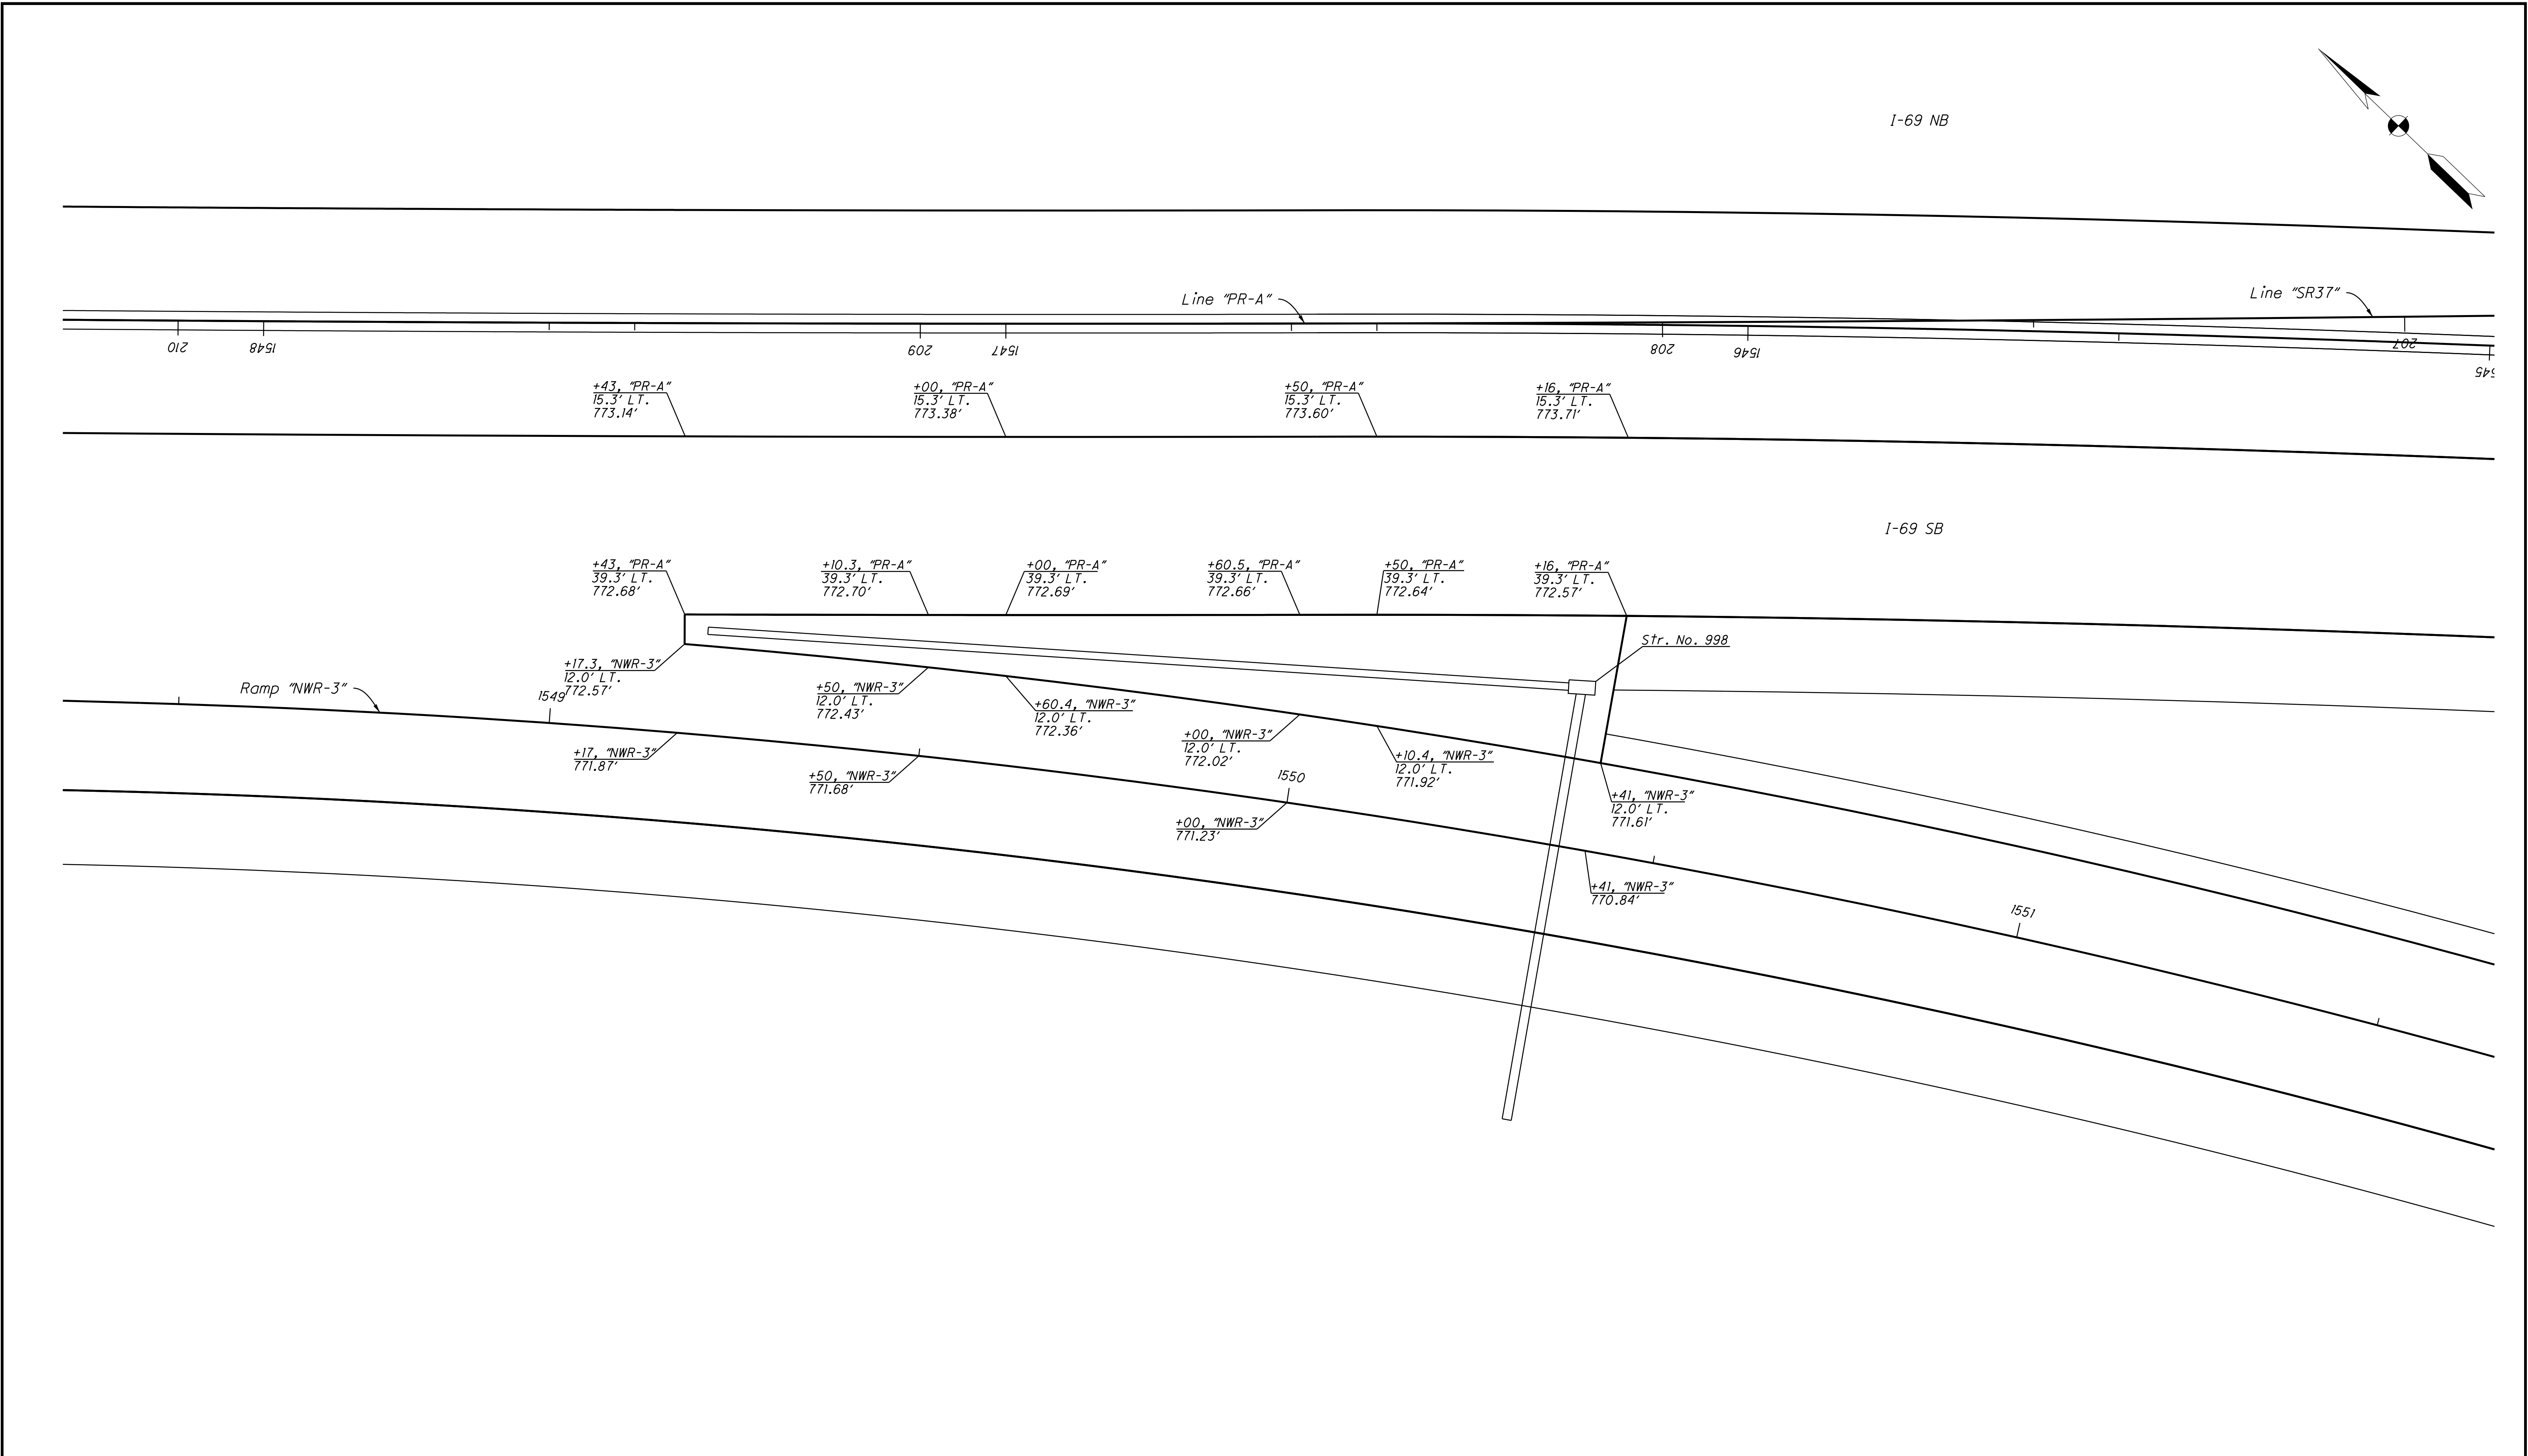 I-69 NB
Line "PR-A"
Line "SR37"
210
1548
209
1547
208
1546
207
+43, "PR-A"
15.3' LT.
773.14'
+00, "PR-A"
15.3' LT.
773.38'
+50, "PR-A"
15.3' LT.
773.60'
+16, "PR-A"
15.3' LT.
773.71'
I-69 SB
+43, "PR-A"
39.3' LT.
772.68'
+10.3, "PR-A"
39.3' LT.
772.70'
+00, "PR-A"
39.3' LT.
772.69'
+60.5, "PR-A"
39.3' LT.
772.66'
+50, "PR-A"
39.3' LT.
772.64'
+16, "PR-A"
39.3' LT.
772.57'
Str. No. 998
+17.3, "NWR-3"
12.0' LT.
772.57'
Ramp "NWR-3"
1549
+50, "NWR-3"
12.0' LT.
772.43'
+60.4, "NWR-3"
12.0' LT.
772.36'
+00, "NWR-3"
12.0' LT.
772.02'
+10.4, "NWR-3"
12.0' LT.
771.92'
+17, "NWR-3"
771.87'
+50, "NWR-3"
771.68'
1550
+00, "NWR-3"
771.23'
+41, "NWR-3"
12.0' LT.
771.61'
+41, "NWR-3"
770.84'
1551